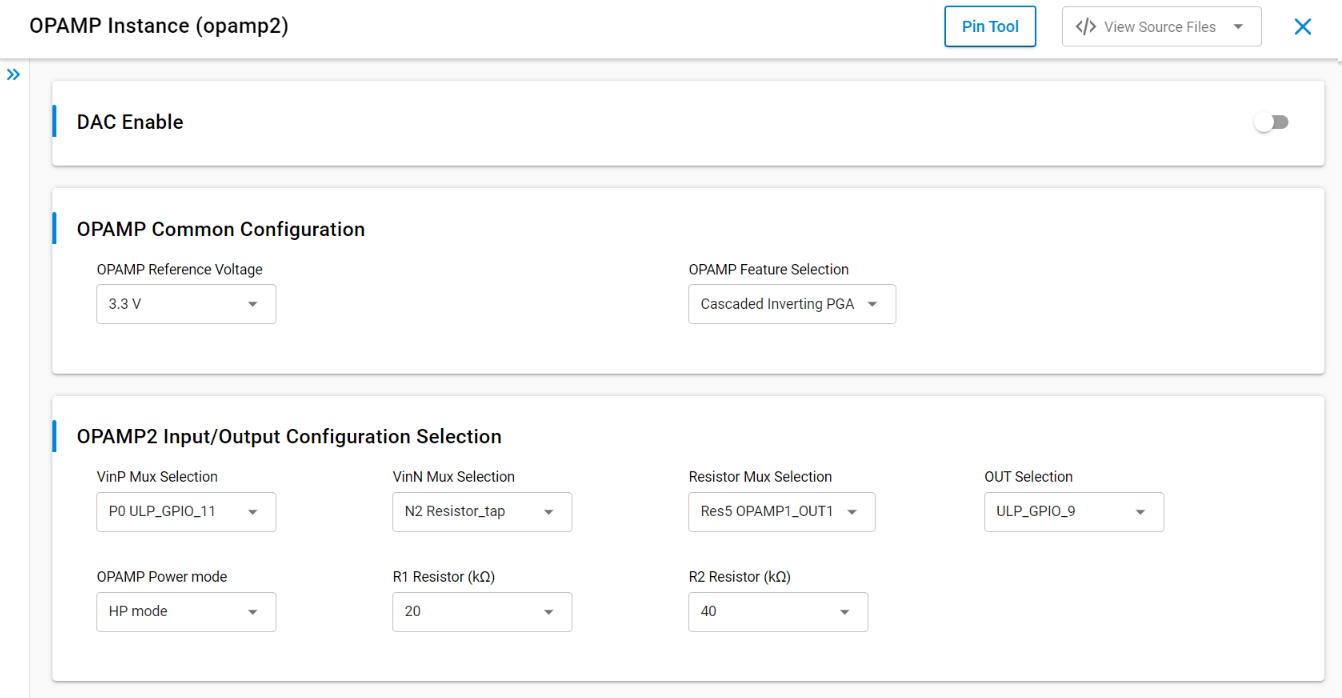 OPAMP Instance (opamp2)
Pin Tool
</> View Source Files
DAC Enable
OPAMP Common Configuration
OPAMP Reference Voltage
OPAMP Feature Selection
3.3 V
Cascaded Inverting PGA
OPAMP2 Input/Output Configuration Selection
VinP Mux Selection
VinN Mux Selection
Resistor Mux Selection
OUT Selection
P0 ULP_GPIO_11
N2 Resistor_tap
Res5 OPAMP1_OUT1
ULP_GPIO_9
OPAMP Power mode
R1 Resistor (kΩ)
R2 Resistor (kΩ)
HP mode
20
40